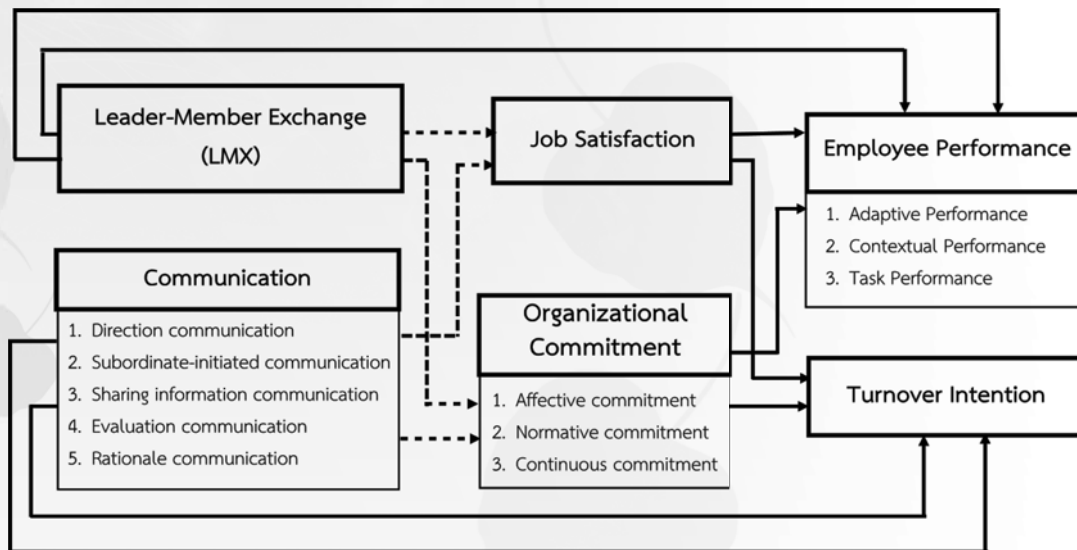 Leader-Member Exchange
(LMX)
Job Satisfaction
Employee Performance
1. Adaptive Performance
2. Contextual Performance
3. Task Performance
Communication
1. Direction communication
2. Subordinate-initiated communication
3. Sharing information communication
4. Evaluation communication
5. Rationale communication
Organizational
Commitment
1. Affective commitment
2. Normative commitment
3. Continuous commitment
Turnover Intention